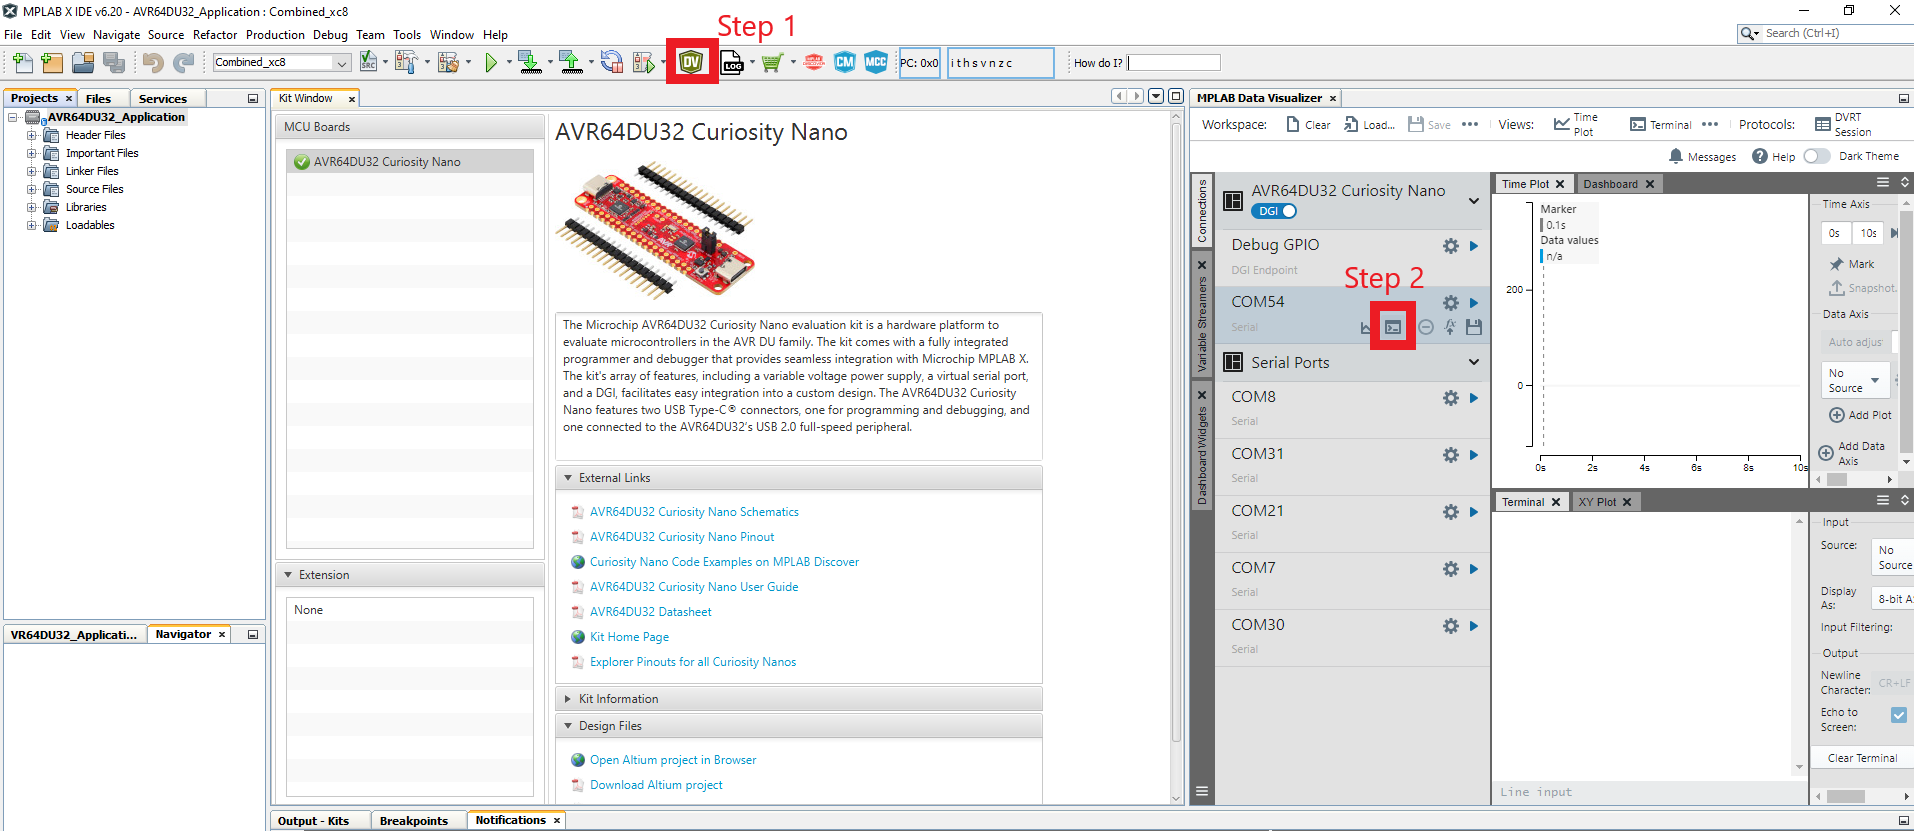 MPLAB X IDE v6.20 - AVR64DU32_Application : Combined_xc8
Step 1
File Edit View Navigate Source Refactor Production Debug Team Tools Window Help
Search (Ctrl+I)
Combined_xc8
SRC
DV
LOG
CM
MCC
PC: 0x0
i t h s v n z c
How do I?
Projects
Files
Services
AVR64DU32_Application
Header Files
Important Files
Linker Files
Source Files
Libraries
Loadables
VR64DU32_Applicati...
Navigator
Kit Window
MCU Boards
AVR64DU32 Curiosity Nano
Extension
None
AVR64DU32 Curiosity Nano
The Microchip AVR64DU32 Curiosity Nano evaluation kit is a hardware platform to
evaluate microcontrollers in the AVR DU family. The kit comes with a fully integrated
programmer and debugger that provides seamless integration with Microchip MPLAB X.
The kit's array of features, including a variable voltage power supply, a virtual serial port,
and a DGI, facilitates easy integration into a custom design. The AVR64DU32 Curiosity
Nano features two USB Type-C® connectors, one for programming and debugging, and
one connected to the AVR64DU32's USB 2.0 full-speed peripheral.
External Links
AVR64DU32 Curiosity Nano Schematics
AVR64DU32 Curiosity Nano Pinout
Curiosity Nano Code Examples on MPLAB Discover
AVR64DU32 Curiosity Nano User Guide
AVR64DU32 Datasheet
Kit Home Page
Explorer Pinouts for all Curiosity Nanos
Kit Information
Design Files
Open Altium project in Browser
Download Altium project
Output - Kits
Breakpoints
Notifications
MPLAB Data Visualizer
Workspace: Clear Load... Save Views: Time Plot Terminal Protocols: DVRT Session
Messages Help Dark Theme
Connections
Variable Streamers
Dashboard Widgets
AVR64DU32 Curiosity Nano
DGI
Debug GPIO
DGI Endpoint
Step 2
COM54
Serial
Serial Ports
COM8
Serial
COM31
Serial
COM21
Serial
COM7
Serial
COM30
Serial
Time Plot
Dashboard
Marker
0.1s
Data values
n/a
200
0
0s 2s 4s 6s 8s 10s
Time Axis
0s 10s
Mark
Snapshot.
Data Axis
Auto adjus
No
Source
Add Plot
Add Data
Axis
Terminal
XY Plot
Line input
Input
Source: No
Source
Display
As: 8-bit A
Input Filtering:
Output
Newline
Character: CR+LF
Echo to
Screen:
Clear Terminal